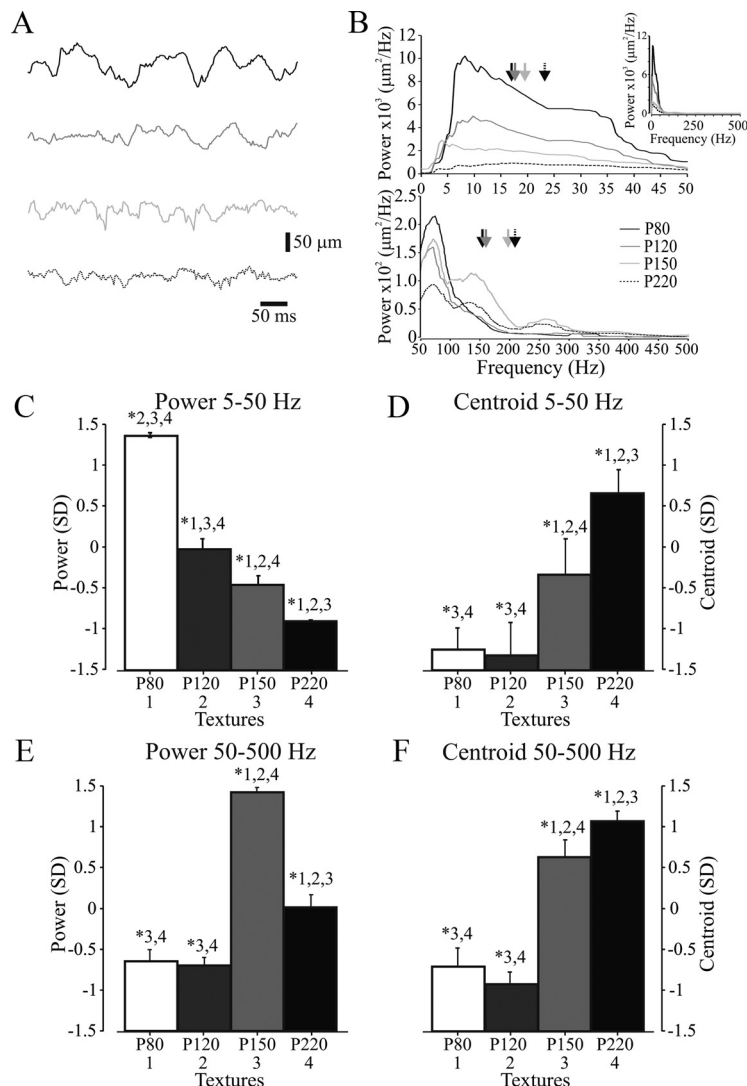 A
50 μm
50 ms
B
Power x10³ (μm²/Hz)
12
10
8
6
4
2
0
0 5 10 15 20 25 30 35 40 45 50
Power x10³ (μm²/Hz)
12
9
6
3
0
0 250 500
Frequency (Hz)
Power x10² (μm²/Hz)
2.5
2.0
1.5
1.0
0.5
0
50 100 150 200 250 300 350 400 450 500
Frequency (Hz)
P80
P120
P150
P220
C
Power 5-50 Hz
Power (SD)
1.5
1
0.5
0
-0.5
-1
-1.5
*2,3,4
*1,3,4
*1,2,4
*1,2,3
P80 P120 P150 P220
1 2 3 4
Textures
D
Centroid 5-50 Hz
*3,4
*3,4
*1,2,4
*1,2,3
1.5
1
0.5
0
-0.5
-1
-1.5
Centroid (SD)
P80 P120 P150 P220
1 2 3 4
Textures
E
Power 50-500 Hz
Power (SD)
1.5
1
0.5
0
-0.5
-1
-1.5
*3,4
*3,4
*1,2,4
*1,2,3
P80 P120 P150 P220
1 2 3 4
Textures
F
Centroid 50-500 Hz
*3,4
*3,4
*1,2,4
*1,2,3
1.5
1
0.5
0
-0.5
-1
-1.5
Centroid (SD)
P80 P120 P150 P220
1 2 3 4
Textures